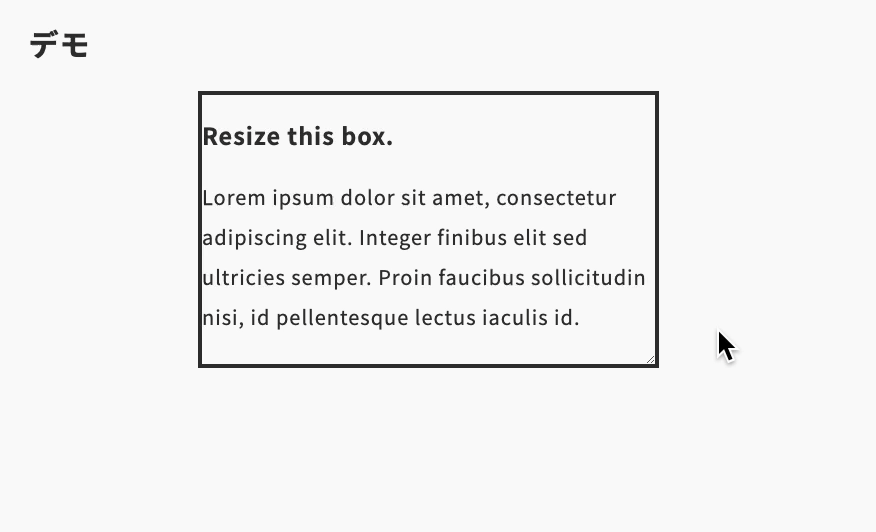 デモ
Resize this box.
Lorem ipsum dolor sit amet, consectetur
adipiscing elit. Integer finibus elit sed
ultricies semper. Proin faucibus sollicitudin
nisi, id pellentesque lectus iaculis id.